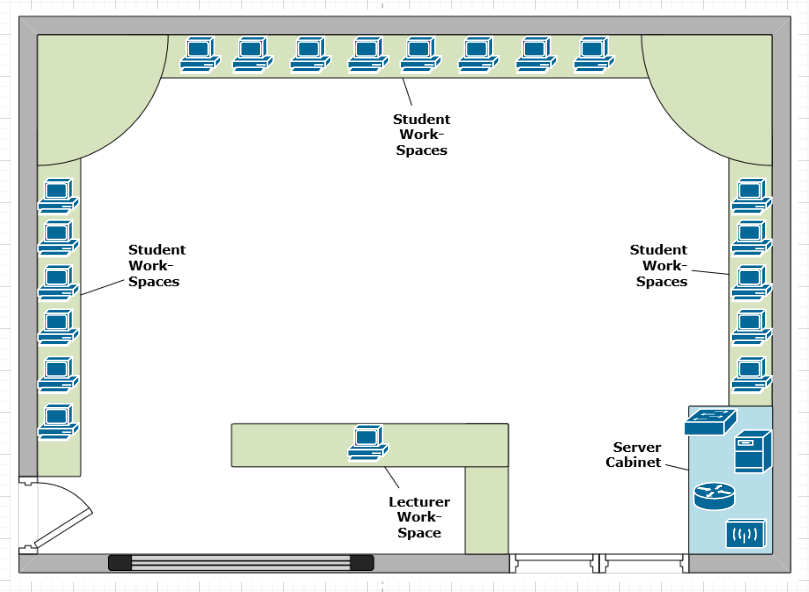 Student
Work-
Spaces
Student
Work-
Spaces
Student
Work-
Spaces
Server
Cabinet
Lecturer
Work-
Space